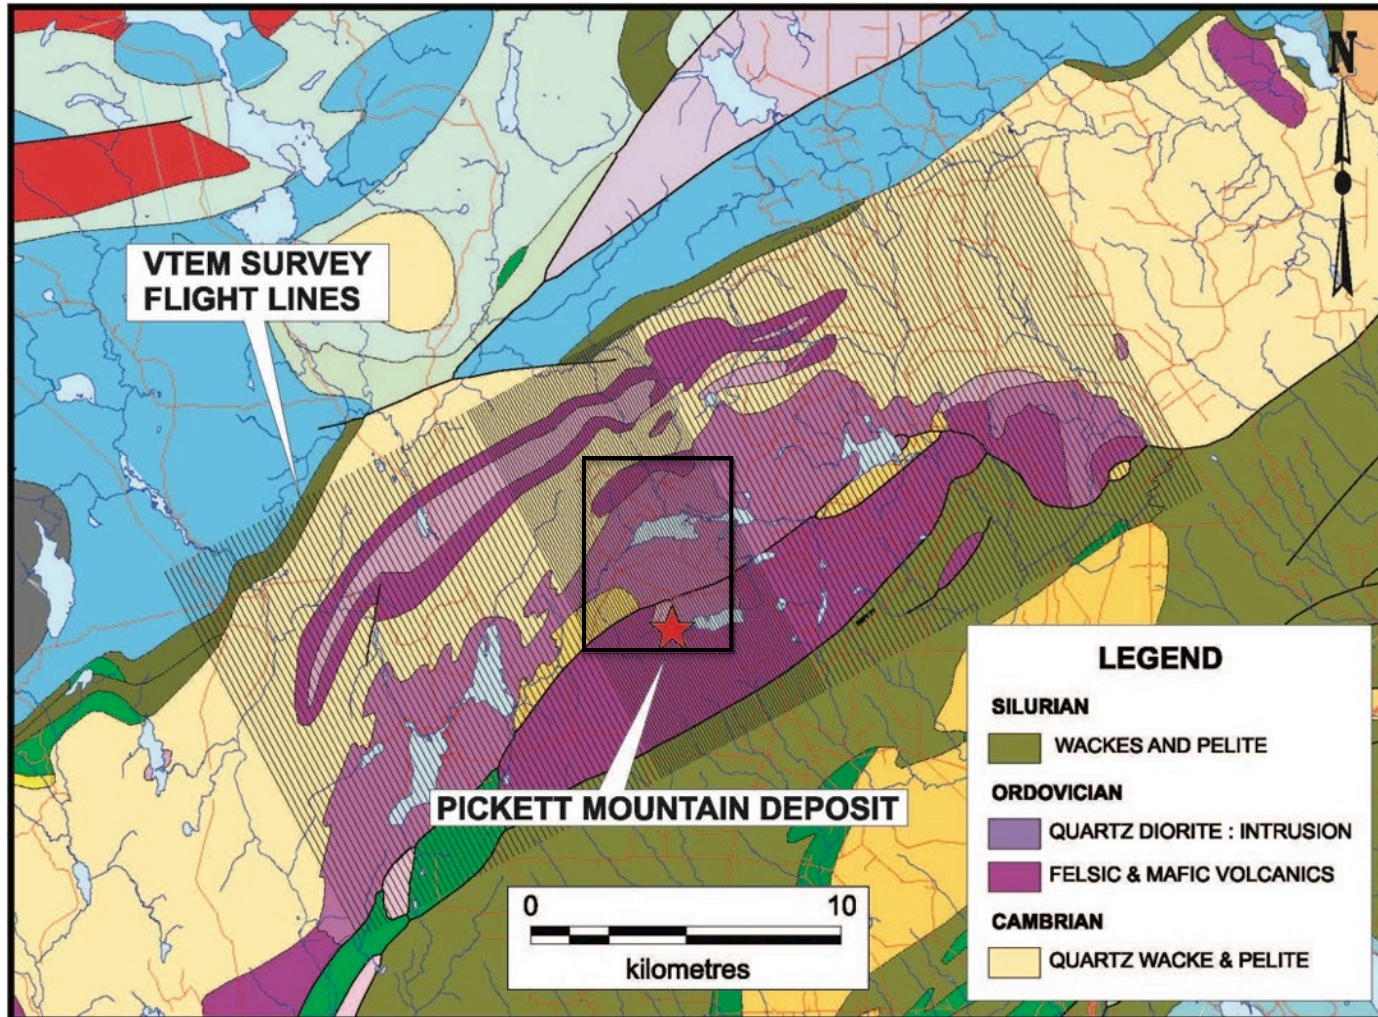 N
VTEM SURVEY
FLIGHT LINES
PICKETT MOUNTAIN DEPOSIT
0 10
kilometres
LEGEND
SILURIAN
WACKES AND PELITE
ORDOVICIAN
QUARTZ DIORITE : INTRUSION
FELSIC & MAFIC VOLCANICS
CAMBRIAN
QUARTZ WACKE & PELITE